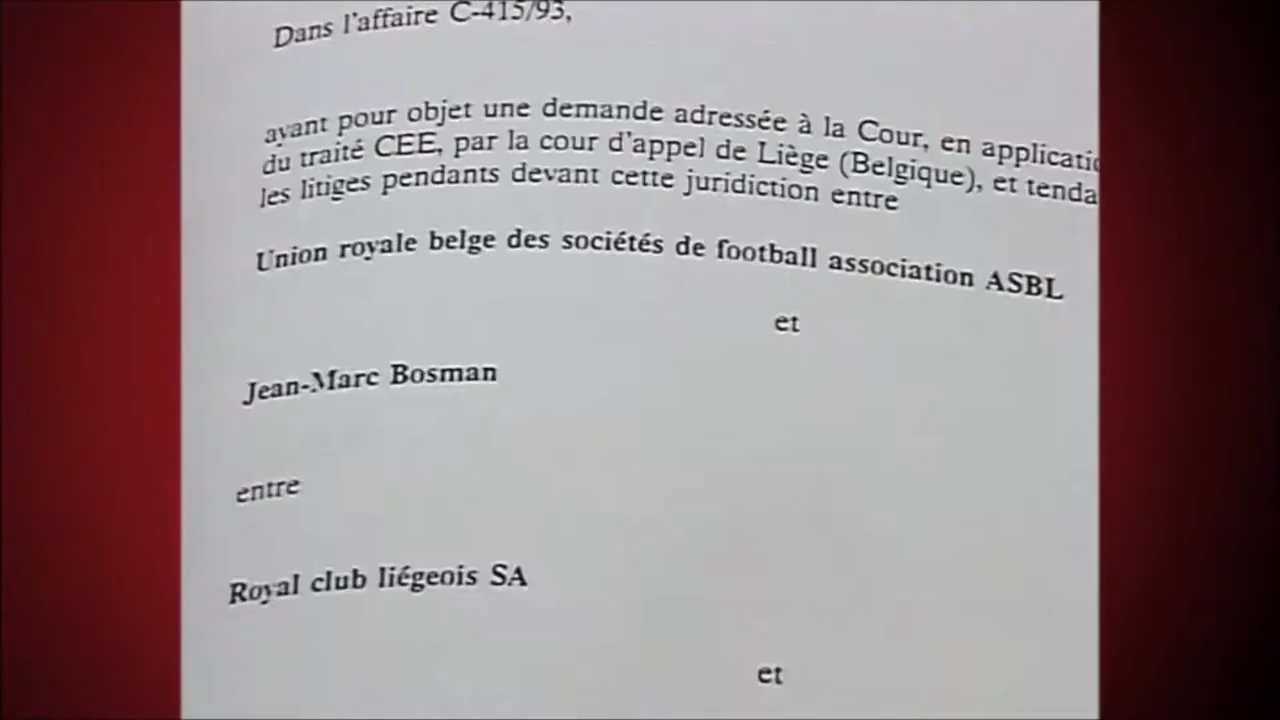 Dans l'affaire C-415/93,
ayant pour objet une demande adressée à la Cour, en applicatio
du traité CEE, par la cour d'appel de Liège (Belgique), et tenda
les litiges pendants devant cette juridiction entre
Union royale belge des sociétés de football association ASBL
et
Jean-Marc Bosman
entre
Royal club liégeois SA
et